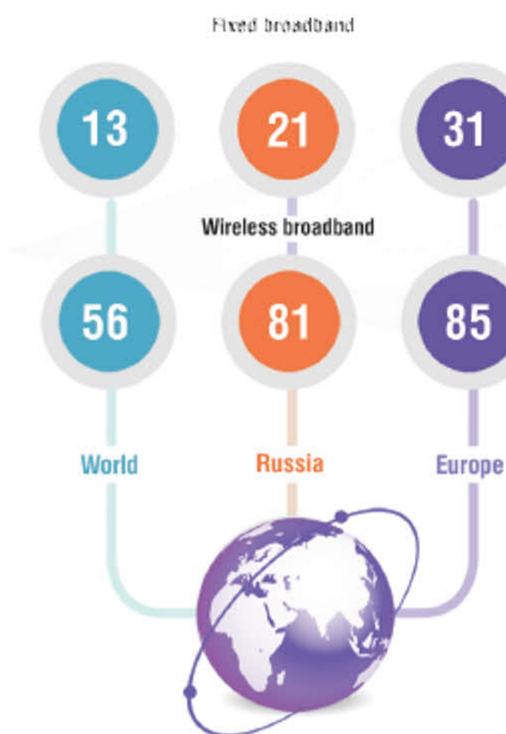 Fixed broadband
13 21 31
Wireless broadband
56 81 85
World Russia Europe